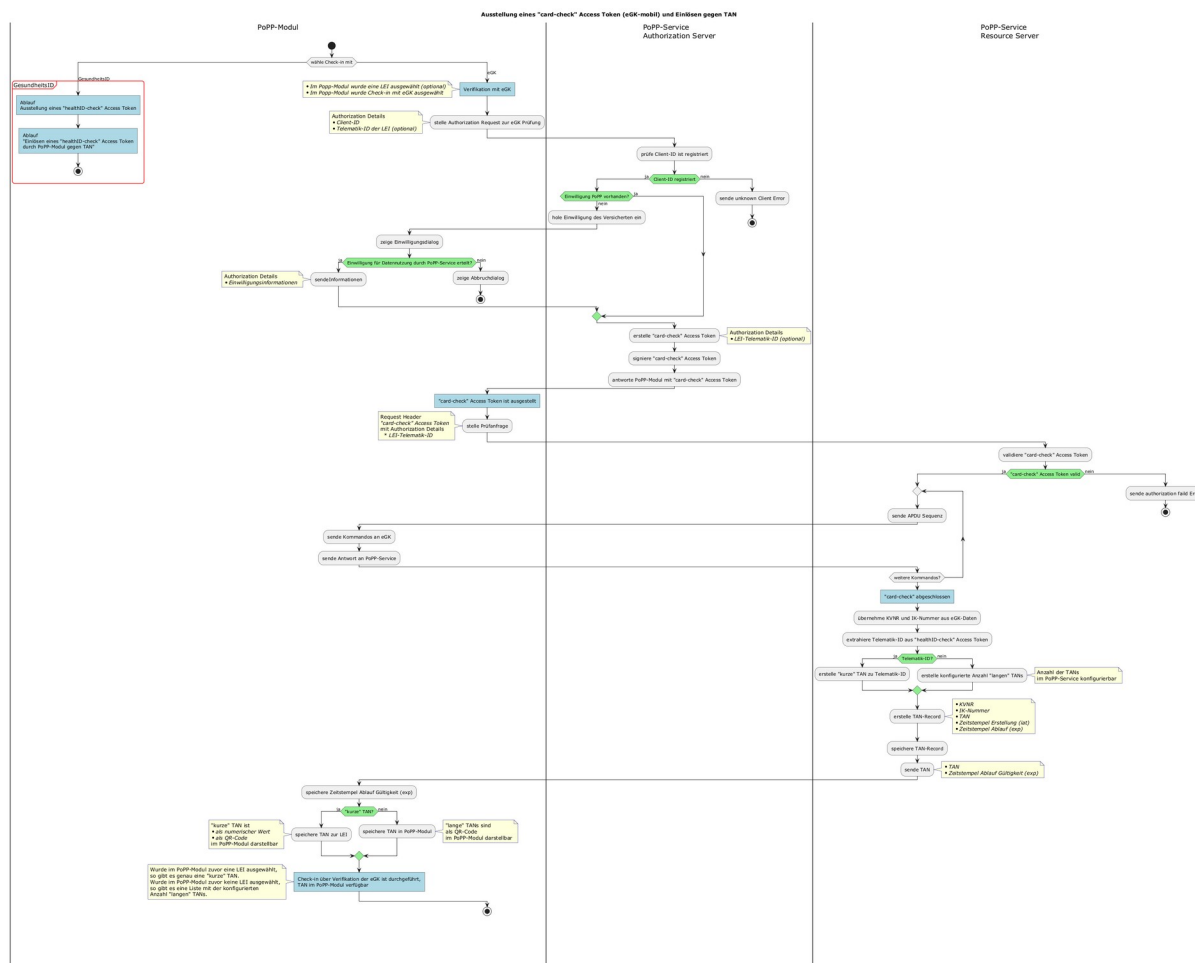 Ausstellung eines "card-check" Access Token (eGK-mobil) und Einlösen gegen TAN
PoPP-Modul
PoPP-Service
Authorization Server
PoPP-Service
Resource Server
wähle Check-in mit
GesundheitsID
eGK
GesundheitsID
Ablauf
Ausstellung eines "healthID-check" Access Token
Ablauf
"Einlösen eines "healthID-check" Access Token
durch PoPP-Modul gegen TAN"
• Im Popp-Modul wurde eine LEI ausgewählt (optional)
• Im Popp-Modul wurde Check-in mit eGK ausgewählt
Verifikation mit eGK
Authorization Details
• Client-ID
• Telematik-ID der LEI (optional)
stelle Authorization Request zur eGK Prüfung
prüfe Client-ID ist registriert
ja
Client-ID registriert
nein
Einwilligung PoPP vorhanden?
ja
nein
sende unknown Client Error
hole Einwilligung des Versicherten ein
zeige Einwilligungsdialog
ja
Einwilligung für Datennutzung durch PoPP-Service erteilt?
nein
Authorization Details
• Einwilligungsinformationen
sendeInformationen
zeige Abbruchdialog
erstelle "card-check" Access Token
Authorization Details
• LEI-Telematik-ID (optional)
signiere "card-check" Access Token
antworte PoPP-Modul mit "card-check" Access Token
"card-check" Access Token ist ausgestellt
Request Header
"card-check" Access Token
mit Authorization Details
* LEI-Telematik-ID
stelle Prüfanfrage
validiere "card-check" Access Token
ja
"card-check" Access Token valid
nein
sende authorization faild Er
sende APDU Sequenz
sende Kommandos an eGK
sende Antwort an PoPP-Service
weitere Kommandos?
"card-check" abgeschlossen
übernehme KVNR und IK-Nummer aus eGK-Daten
extrahiere Telematik-ID aus "healthID-check" Access Token
ja
Telematik-ID?
nein
erstelle "kurze" TAN zu Telematik-ID
erstelle konfigurierte Anzahl "langen" TANs
Anzahl der TANs
im PoPP-Service konfigurierbar
erstelle TAN-Record
• KVNR
• IK-Nummer
• TAN
• Zeitstempel Erstellung (iat)
• Zeitstempel Ablauf (exp)
speichere TAN-Record
sende TAN
• TAN
• Zeitstempel Ablauf Gültigkeit (exp)
speichere Zeitstempel Ablauf Gültigkeit (exp)
ja
"kurze" TAN?
nein
"kurze" TAN ist
• als numerischer Wert
• als QR-Code
im PoPP-Modul darstellbar
speichere TAN zur LEI
speichere TAN in PoPP-Modul
"lange" TANs sind
als QR-Code
im PoPP-Modul darstellbar
Wurde im PoPP-Modul zuvor eine LEI ausgewählt,
so gibt es genau eine "kurze" TAN.
Wurde im PoPP-Modul zuvor keine LEI ausgewählt,
so gibt es eine Liste mit der konfigurierten
Anzahl "langen" TANs.
Check-in über Verifikation der eGK ist durchgeführt,
TAN im PoPP-Modul verfügbar